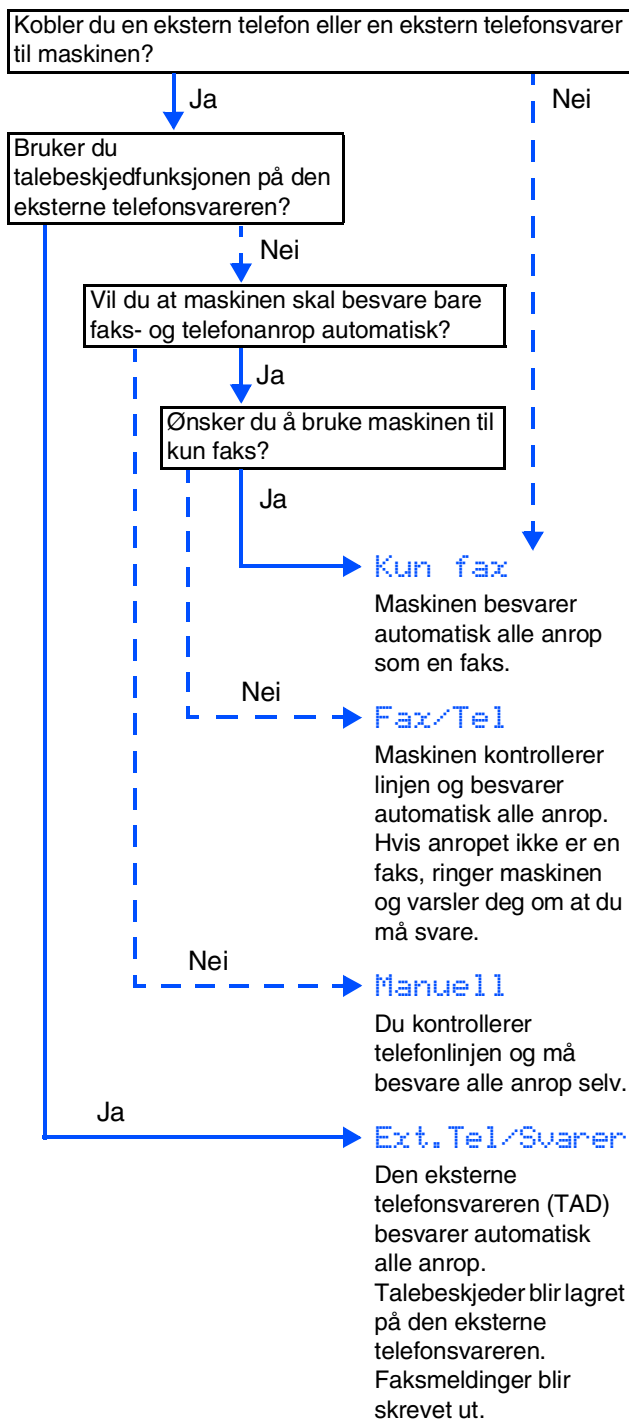 Kobler du en ekstern telefon eller en ekstern telefonsvarer
til maskinen?
Ja
Nei
Bruker du
talebeskjedfunksjonen på den
eksterne telefonsvareren?
Nei
Vil du at maskinen skal besvare bare
faks- og telefonanrop automatisk?
Ja
Ønsker du å bruke maskinen til
kun faks?
Ja
Kun fax
Maskinen besvarer
automatisk alle anrop
som en faks.
Nei
Fax/Tel
Maskinen kontrollerer
linjen og besvarer
automatisk alle anrop.
Hvis anropet ikke er en
faks, ringer maskinen
og varsler deg om at du
må svare.
Nei
Manuell
Du kontrollerer
telefonlinjen og må
besvare alle anrop selv.
Ja
Ext.Tel/Svarer
Den eksterne
telefonsvareren (TAD)
besvarer automatisk
alle anrop.
Talebeskjeder blir lagret
på den eksterne
telefonsvareren.
Faksmeldinger blir
skrevet ut.